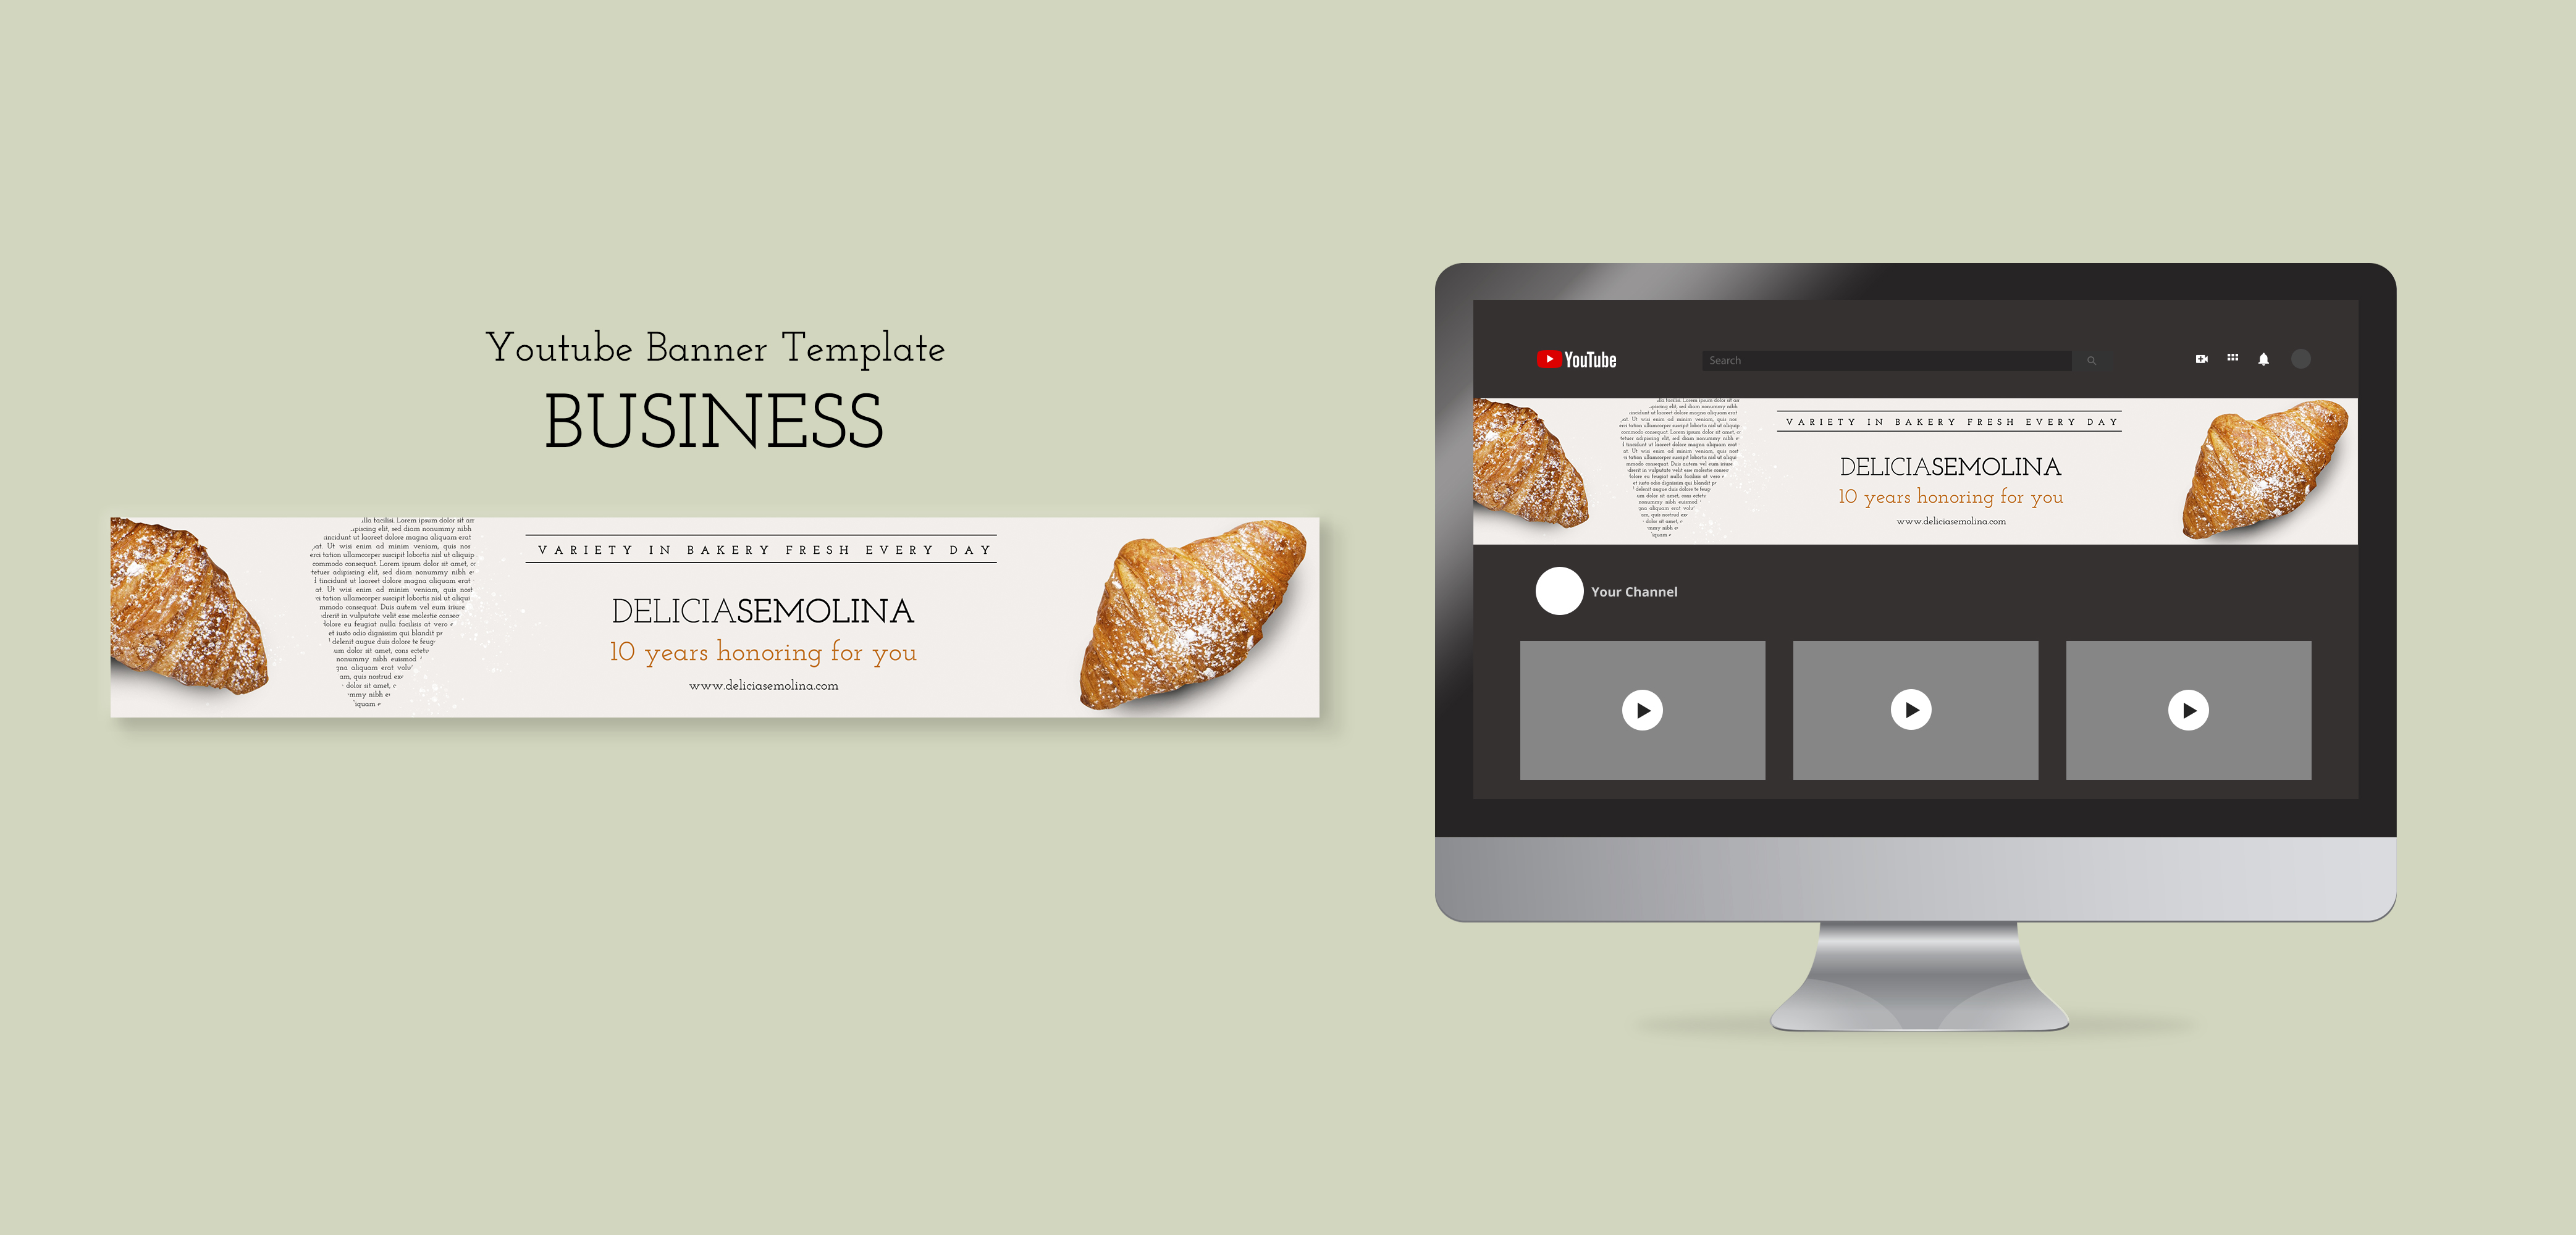 Youtube Banner Template
BUSINESS
lla facilisi. Lorem ipsum dolor sit am
piscing elit, sed diam nonummy nibh
incidunt ut laoreet dolore magna aliquam erat
at. Ut wisi enim ad minim veniam, quis nos
erci tation ullamcorper suscipit lobortis nisl ut aliquip
commodo consequat. Lorem ipsum dolor sit amet, c
tetuer adipiscing elit, sed diam nonummy nibh e
tincidunt ut laoreet dolore magna aliquam erat
at. Ut wisi enim ad minim veniam, quis nost
tation ullamcorper suscipit lobortis nisl ut aliqui
mmodo consequat. Duis autem vel eum iriure
drerit in vulputate velit esse molestie conse
dolore eu feugiat nulla facilisis at vero
et iusto odio dignissim qui blandit pr
delenit augue duis dolore te feug
um dolor sit amet, cons ectetu
nonummy nibh euismod
gna aliquam erat volu
am, quis nostrud ex
dolor sit amet,
mmy nibh e
iquam e
VARIETY IN BAKERY FRESH EVERY DAY
DELICIASEMOLINA
10 years honoring for you
www.deliciasemolina.com
YouTube
Search
VARIETY IN BAKERY FRESH EVERY DAY
DELICIASEMOLINA
10 years honoring for you
www.deliciasemolina.com
Your Channel